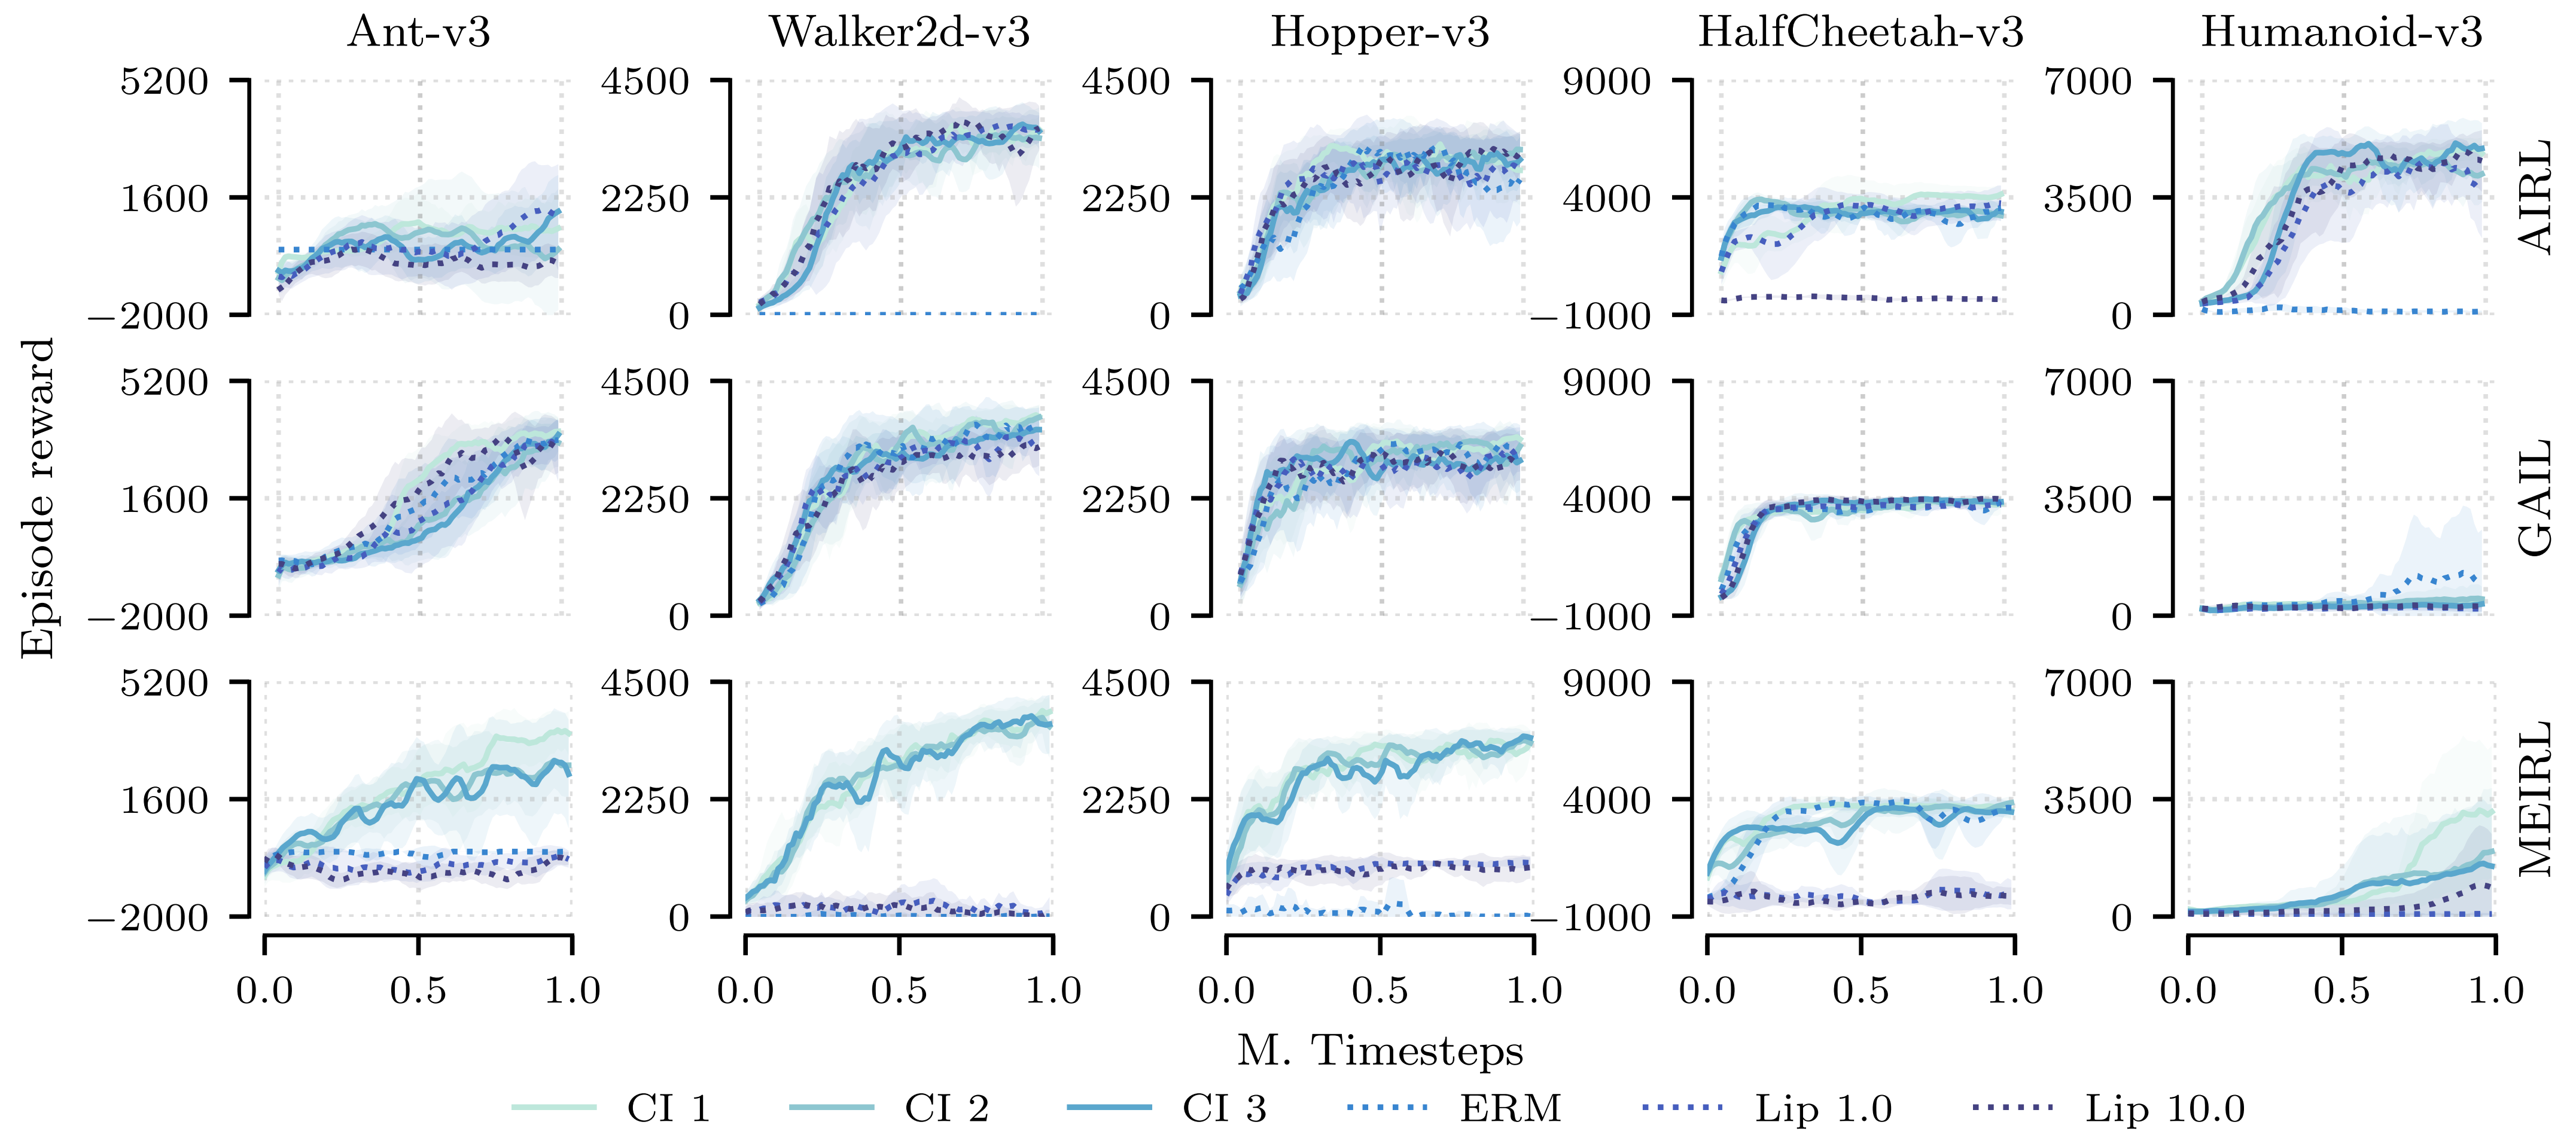 Ant-v3 Walker2d-v3 Hopper-v3 HalfCheetah-v3 Humanoid-v3
5200 4500 4500 9000 7000
1600 2250 2250 4000 3500
−2000 0 0 −1000 0
AIRL
5200 4500 4500 9000 7000
1600 2250 2250 4000 3500
−2000 0 0 −1000 0
GAIL
Episode reward
5200 4500 4500 9000 7000
1600 2250 2250 4000 3500
−2000 0 0 −1000 0
MEIRL
0.0 0.5 1.0 0.0 0.5 1.0 0.0 0.5 1.0 0.0 0.5 1.0 0.0 0.5 1.0
M. Timesteps
CI 1 CI 2 CI 3 ERM Lip 1.0 Lip 10.0